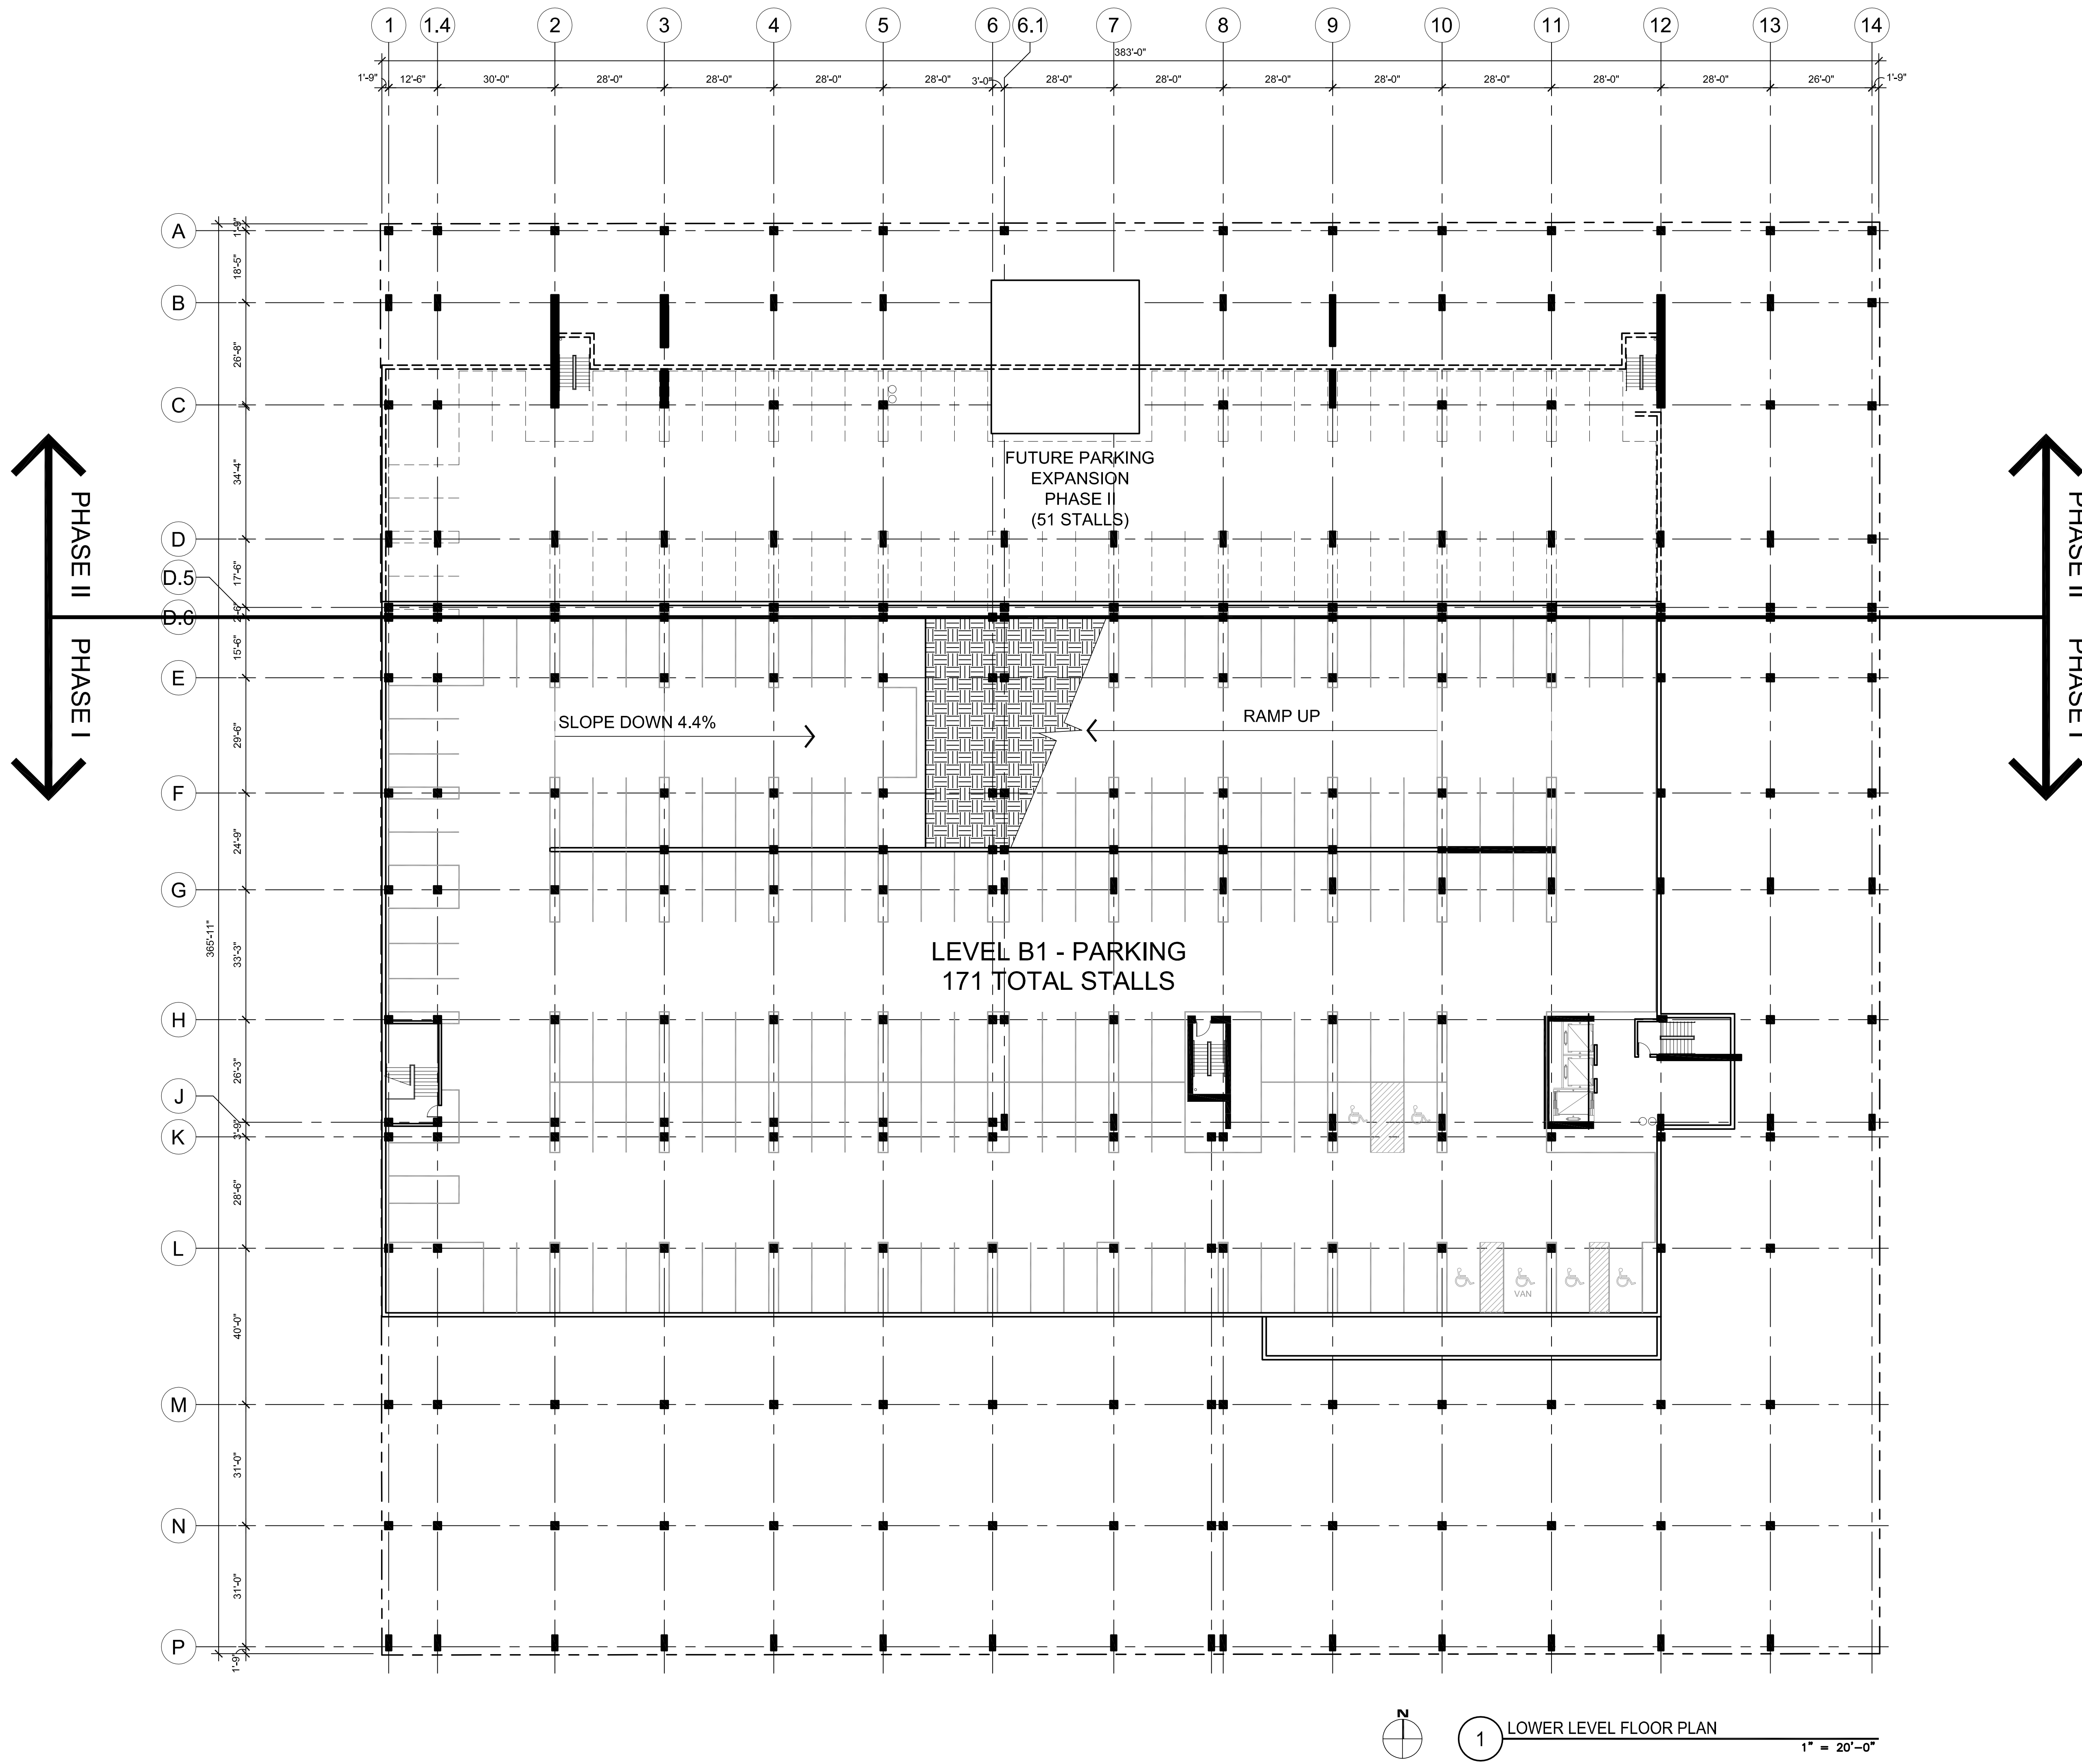 1 1.4 2 3 4 5 6 6.1 7 8 9 10 11 12 13 14
383'-0"
1'-9" 12'-6" 30'-0" 28'-0" 28'-0" 28'-0" 28'-0" 3'-0" 28'-0" 28'-0" 28'-0" 28'-0" 28'-0" 28'-0" 28'-0" 26'-0" 1'-9"
A
1'-9"
18'-5"
B
26'-8"
C
34'-4"
FUTURE PARKING
EXPANSION
PHASE II
(51 STALLS)
PHASE II
PHASE II
D
17'-6"
D.5
2'-6"
D.6
15'-6"
PHASE I
PHASE I
E
SLOPE DOWN 4.4%
RAMP UP
29'-6"
F
24'-9"
G
365'-11"
33'-3"
LEVEL B1 - PARKING
171 TOTAL STALLS
H
26'-3"
J
3'-9"
K
28'-6"
L
VAN
40'-0"
M
31'-0"
N
31'-0"
P
1'-9"
N
1
LOWER LEVEL FLOOR PLAN
1" = 20'-0"